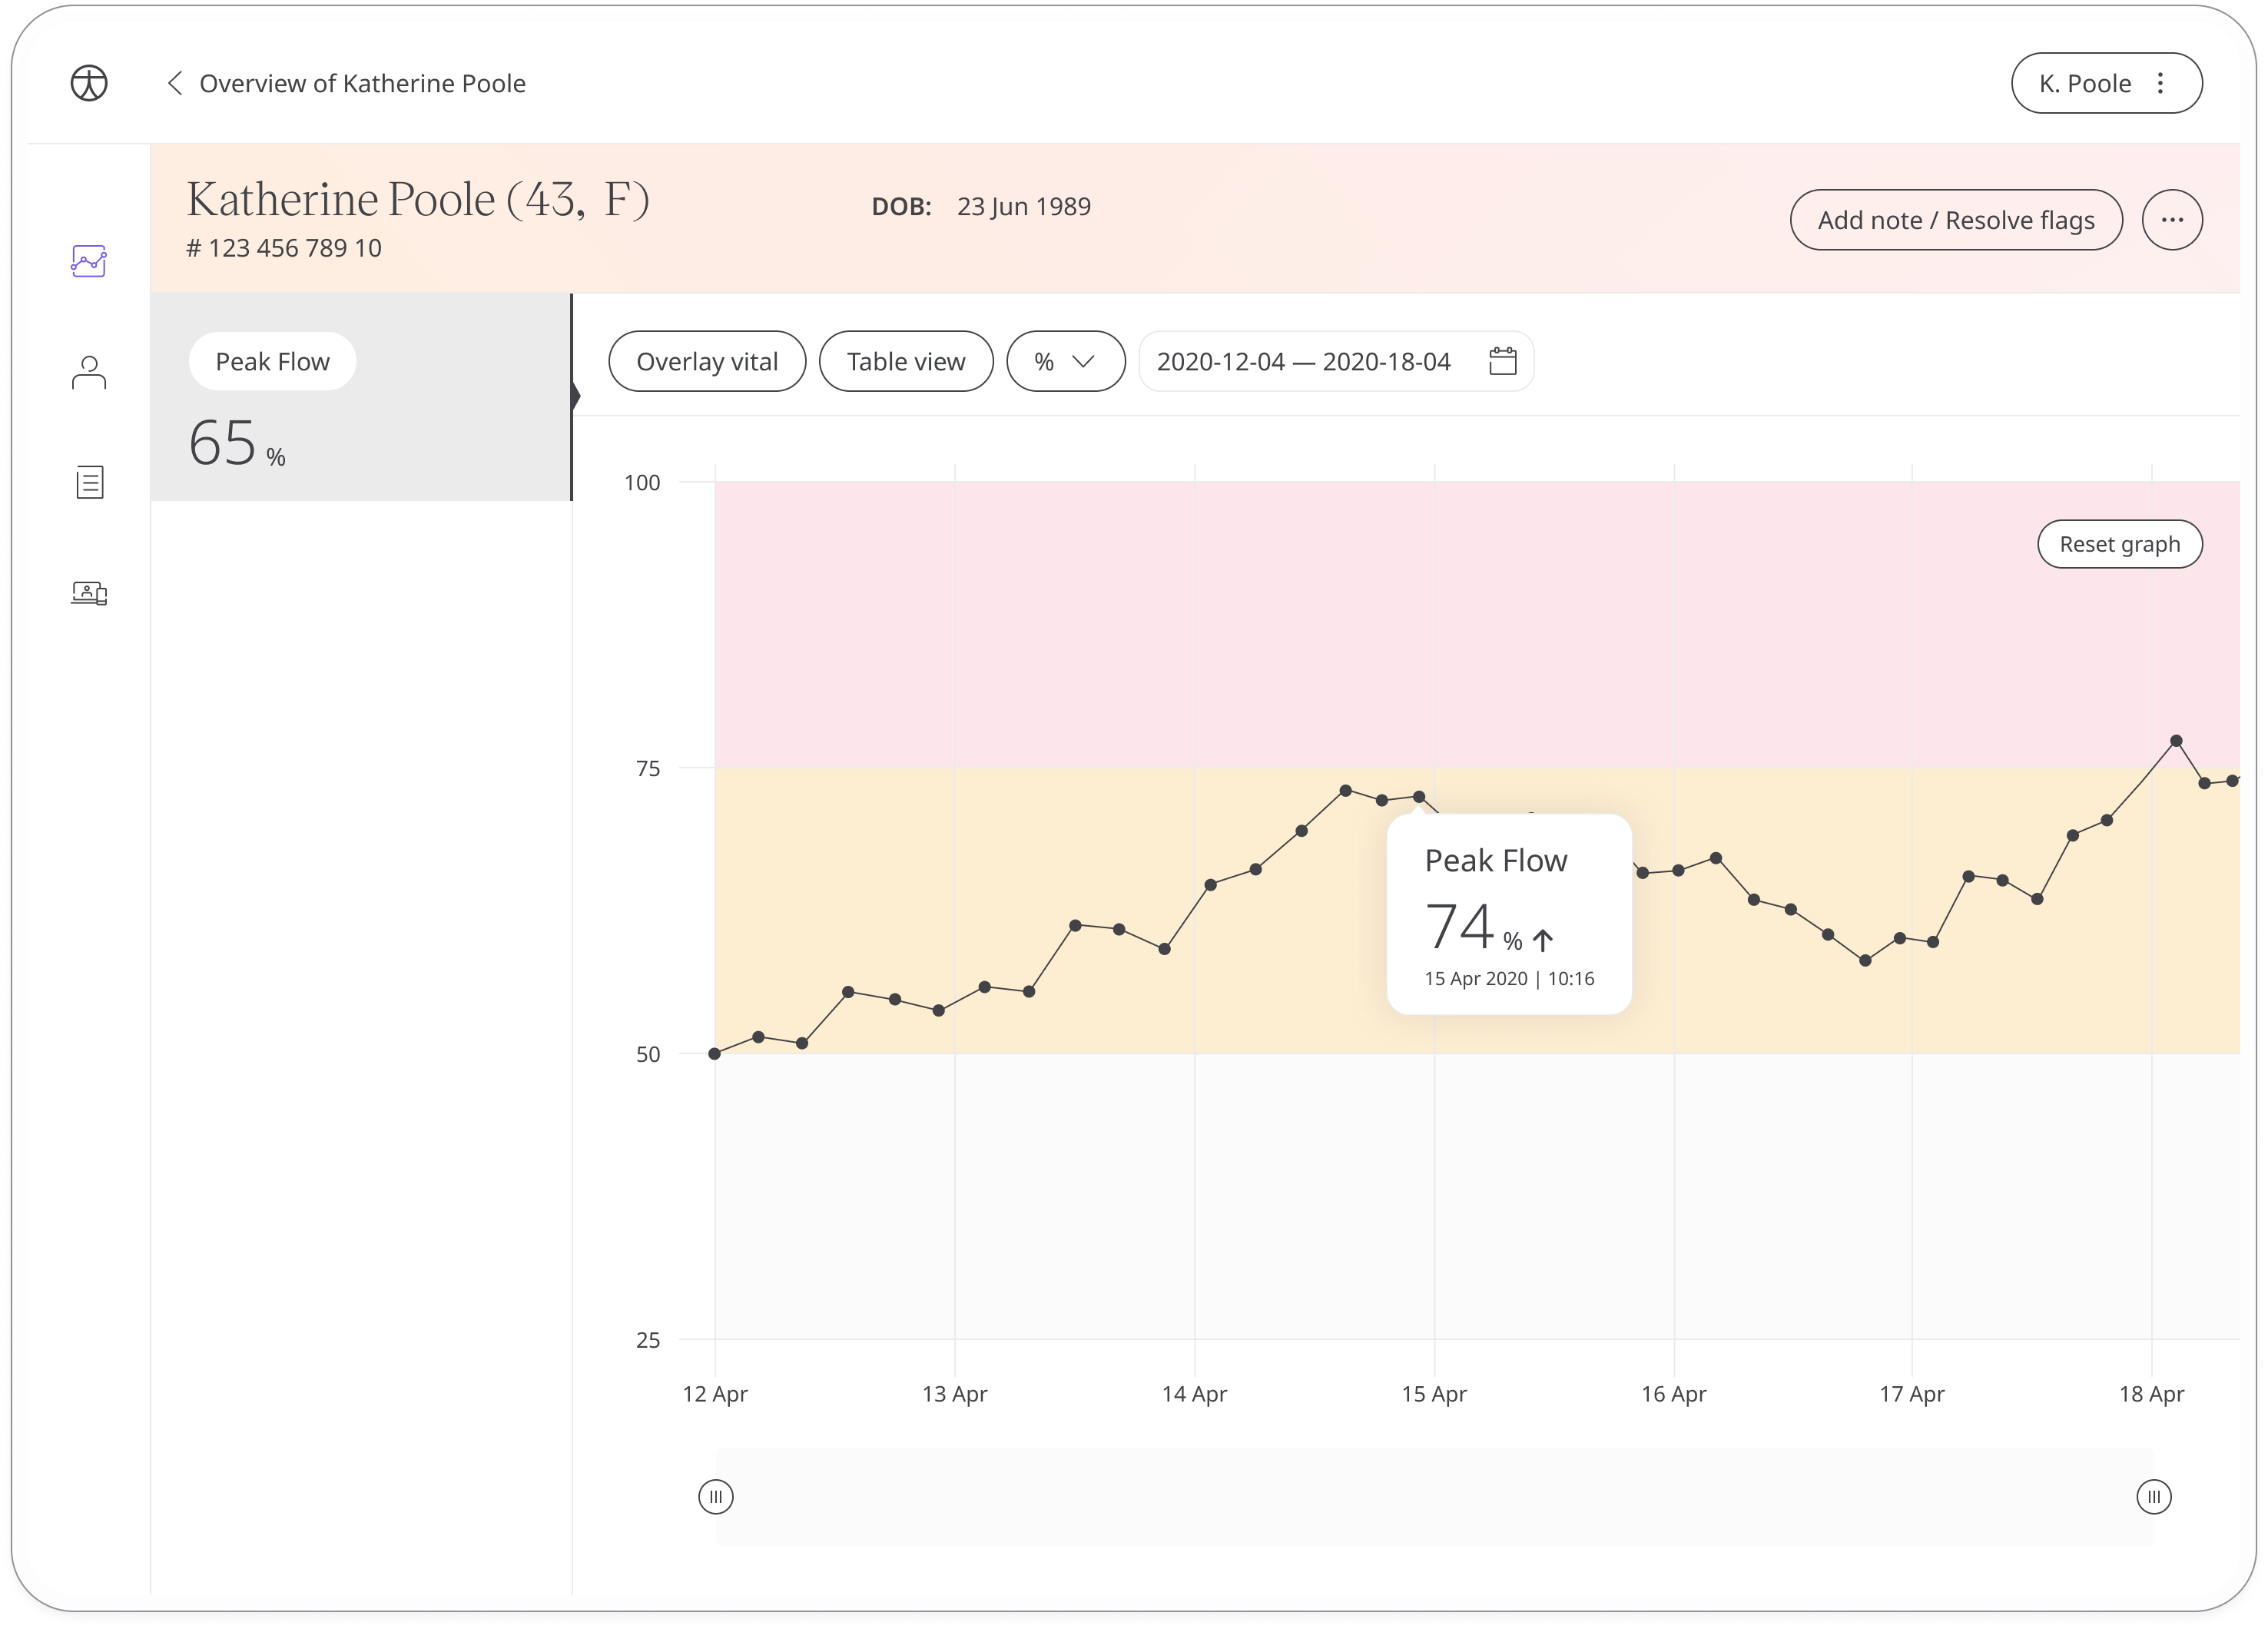 Overview of Katherine Poole
K. Poole
Katherine Poole (43, F)
# 123 456 789 10
DOB: 23 Jun 1989
Add note / Resolve flags
Peak Flow
65 %
Overlay vital
Table view
%
2020-12-04 — 2020-18-04
100
Reset graph
75
Peak Flow
74 %
15 Apr 2020 | 10:16
50
25
12 Apr 13 Apr 14 Apr 15 Apr 16 Apr 17 Apr 18 Apr